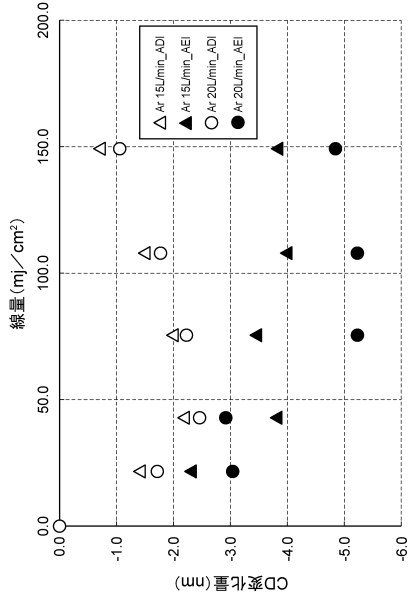 線量(mj／cm²)
0.0
50.0
100.0
150.0
200.0
0.0
-1.0
-2.0
-3.0
-4.0
-5.0
-6.0
CD変化量(nm)
Ar 15L/min_ADI
Ar 15L/min_AEI
Ar 20L/min_ADI
Ar 20L/min_AEI